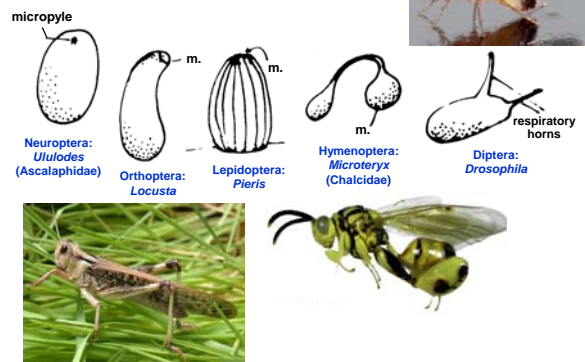 micropyle
m.
m.
m.
respiratory
horns
Neuroptera:
Ululodes
(Ascalaphidae)
Orthoptera:
Locusta
Lepidoptera:
Pieris
Hymenoptera:
Microteryx
(Chalcidae)
Diptera:
Drosophila